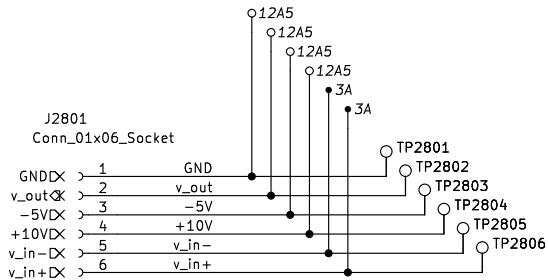 12A5
12A5
12A5
12A5
3A
3A
J2801
Conn_01x06_Socket
TP2801
GND 1 GND
TP2802
v_out 2 v_out
TP2803
-5V 3 -5V
TP2804
+10V 4 +10V
TP2805
v_in- 5 v_in-
TP2806
v_in+ 6 v_in+